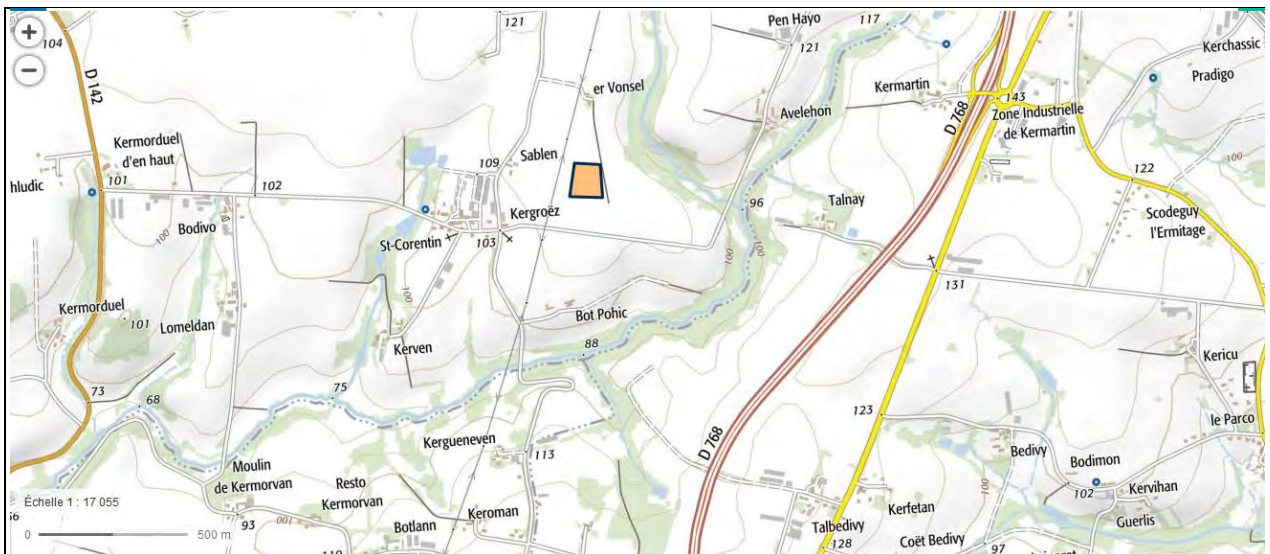 +
−
104
D 142
121
Pen Hayo
117
121
Kerchassic
Pradigo
er Vonsel
Kermartin
143
D 768
Zone Industrielle
de Kermartin
Avelehon
Kermorduel
d'en haut
109
Sablen
hludic
101
102
122
100
Bodivo
100
Kergroëz
96
Talnay
Scodeguy
l'Ermitage
St-Corentin
103
100
100
131
100
Kermorduel
101
Lomeldan
Bot Pohic
Kerven
88
Kericu
73
68
75
123
le Parco
D 768
Kergueneven
113
Bedivy
Bodimon
Moulin
de Kermorvan
Resto
Kermorvan
100
102
Kervihan
Échelle 1 : 17 055
Keroman
Kerfetan
Guerlis
0
500 m
93
100
Botlann
Talbedivy
128
Coët Bedivy
97